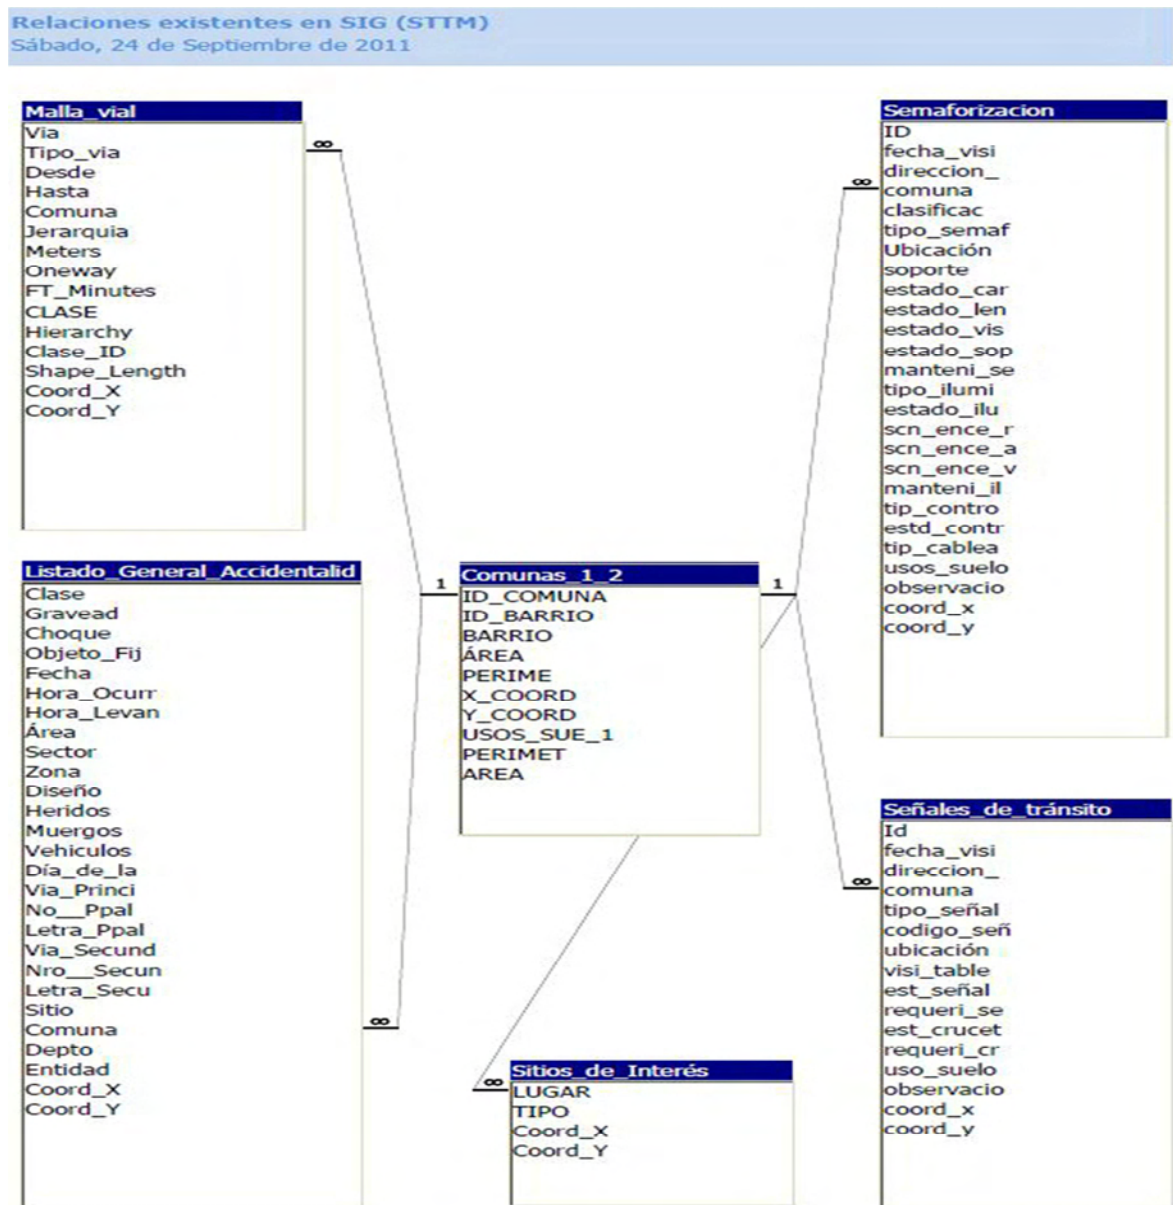 Relaciones existentes en SIG (STTM)
Sábado, 24 de Septiembre de 2011
Malla_vial
Via
Tipo_via
Desde
Hasta
Comuna
Jerarquia
Meters
Oneway
FT_Minutes
CLASE
Hierarchy
Clase_ID
Shape_Length
Coord_X
Coord_Y
∞
Semaforizacion
ID
fecha_visi
direccion_
comuna
clasificac
tipo_semaf
Ubicación
soporte
estado_car
estado_len
estado_vis
estado_sop
manteni_se
tipo_ilumi
estado_ilu
scn_ence_r
scn_ence_a
scn_ence_v
manteni_il
tip_contro
estd_contr
tip_cablea
usos_suelo
observacio
coord_x
coord_y
∞
Listado_General_Accidentalid
Clase
Gravead
Choque
Objeto_Fij
Fecha
Hora_Ocurr
Hora_Levan
Área
Sector
Zona
Diseño
Heridos
Muergos
Vehiculos
Día_de_la
Via_Princi
No__Ppal
Letra_Ppal
Via_Secund
Nro__Secun
Letra_Secu
Sitio
Comuna
Depto
Entidad
Coord_X
Coord_Y
∞
1
Comunas_1_2
ID_COMUNA
ID_BARRIO
BARRIO
ÁREA
PERIME
X_COORD
Y_COORD
USOS_SUE_1
PERIMET
AREA
1
Señales_de_tránsito
Id
fecha_visi
direccion_
comuna
tipo_señal
codigo_señ
ubicación
visi_table
est_señal
requeri_se
est_crucet
requeri_cr
uso_suelo
observacio
coord_x
coord_y
∞
∞
Sitios_de_Interés
LUGAR
TIPO
Coord_X
Coord_Y